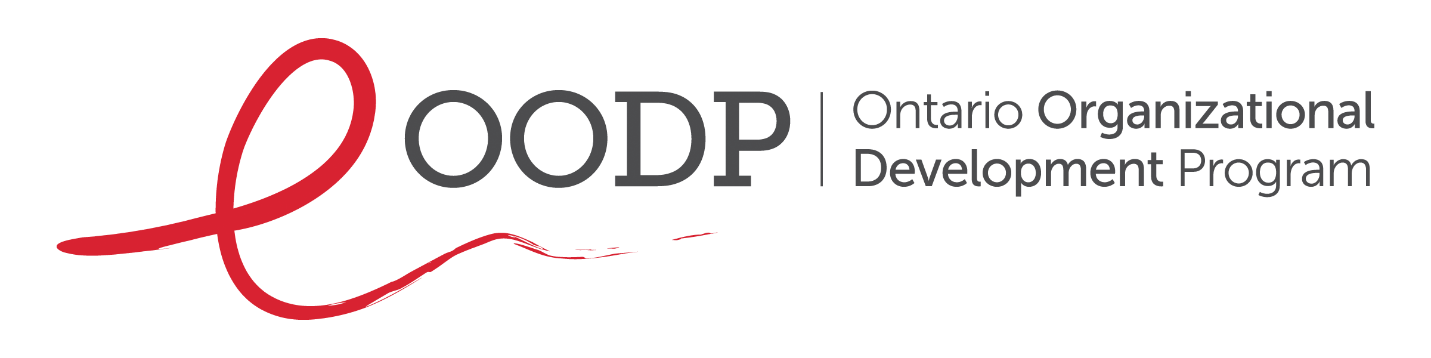 OODP
Ontario Organizational
Development Program